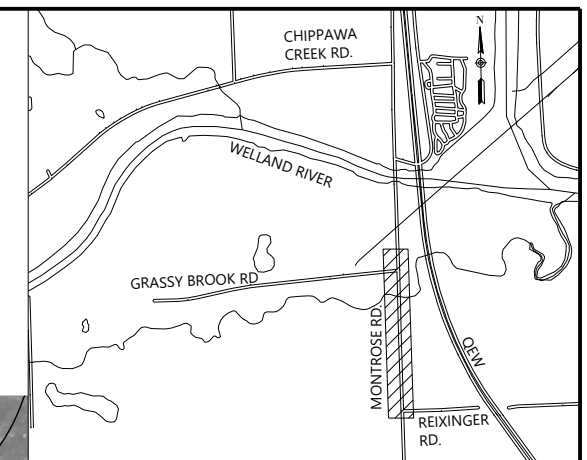 CHIPPAWA
CREEK RD.
N
WELLAND RIVER
GRASSY BROOK RD
MONTROSE RD.
QEW
REIXINGER
RD.